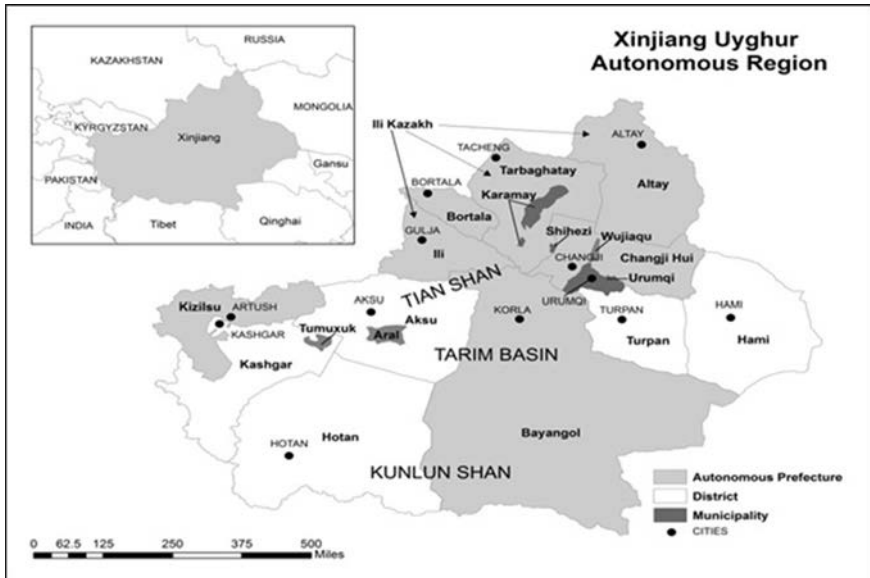 Xinjiang Uyghur
Autonomous Region
RUSSIA
KAZAKHSTAN
MONGOLIA
KYRGYZSTAN
Xinjiang
Gansu
PAKISTAN
INDIA
Tibet
Qinghai
Ili Kazakh
ALTAY
TACHENG
Tarbaghatay
Altay
Karamay
BORTALA
Bortala
Shihezi
Wujiaqu
GULJA
Ili
CHANGJI
Changji Hui
Urumqi
TIAN SHAN
URUMQI
Kizilsu
ARTUSH
AKSU
KORLA
TURPAN
HAMI
KASHGAR
Tumuxuk
Aral
Aksu
Turpan
Hami
Kashgar
TARIM BASIN
HOTAN
Hotan
Bayangol
KUNLUN SHAN
Autonomous Prefecture
District
Municipality
CITIES
0 62.5 125 250 375 500
Miles